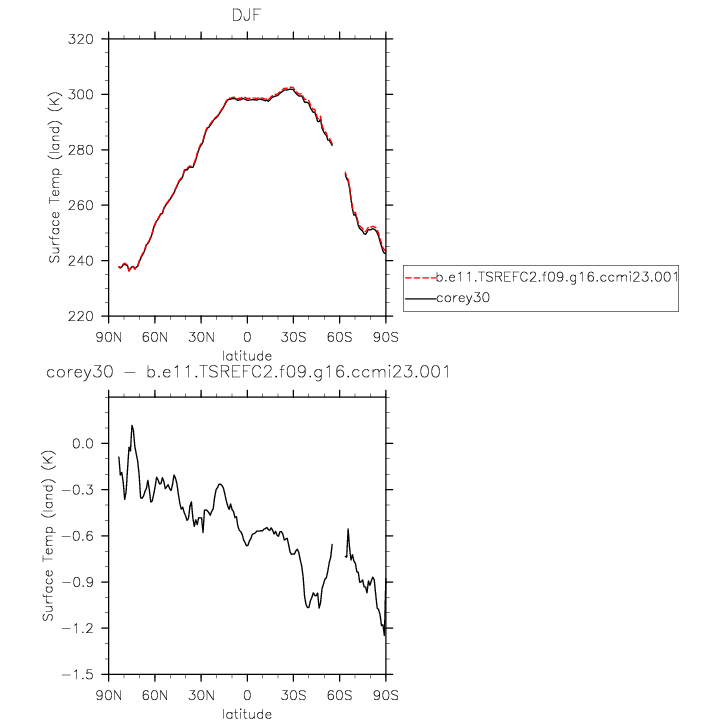 DJF
320
300
280
260
240
220
Surface Temp (land) (K)
90N 60N 30N 0 30S 60S 90S
latitude
b.e11.TSREFC2.f09.g16.ccmi23.001
corey30
corey30 − b.e11.TSREFC2.f09.g16.ccmi23.001
0.0
−0.3
−0.6
−0.9
−1.2
−1.5
Surface Temp (land) (K)
90N 60N 30N 0 30S 60S 90S
latitude